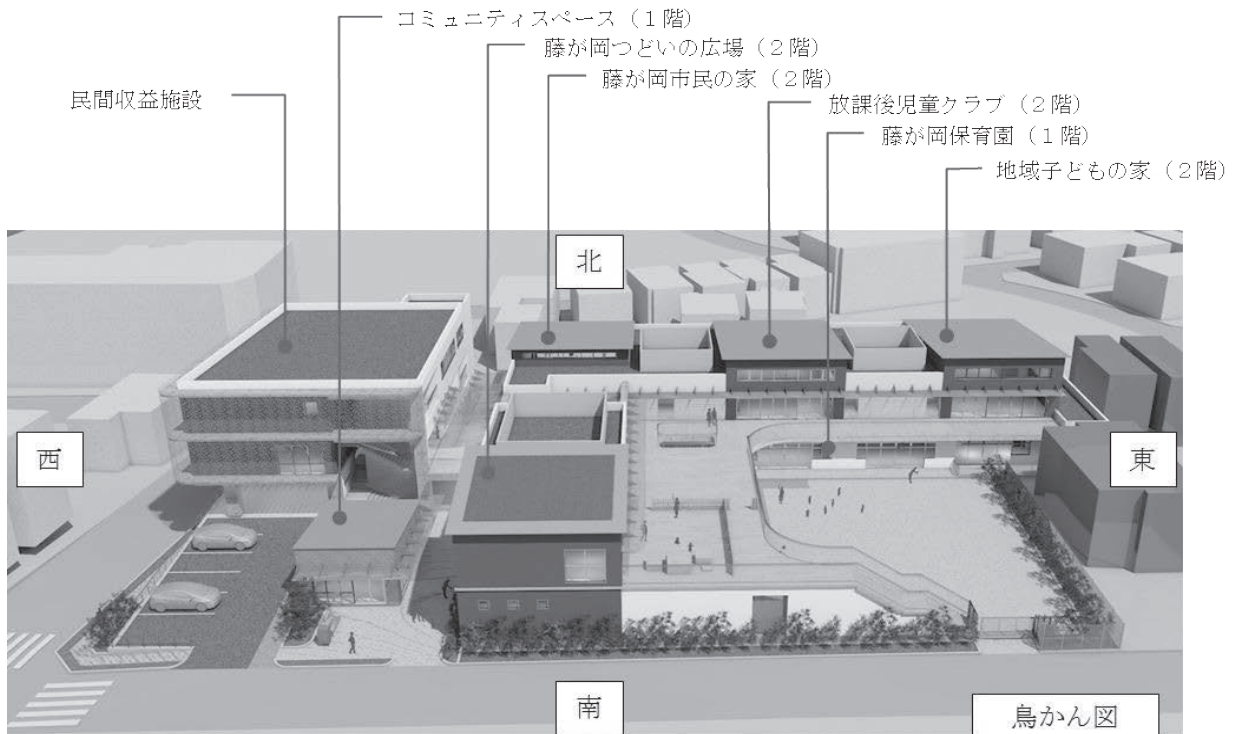 コミュニティスペース(1階)
藤が岡つどいの広場(2階)
藤が岡市民の家(2階)
民間収益施設
放課後児童クラブ(2階)
藤が岡保育園(1階)
地域子どもの家(2階)
北
西
東
南
鳥かん図